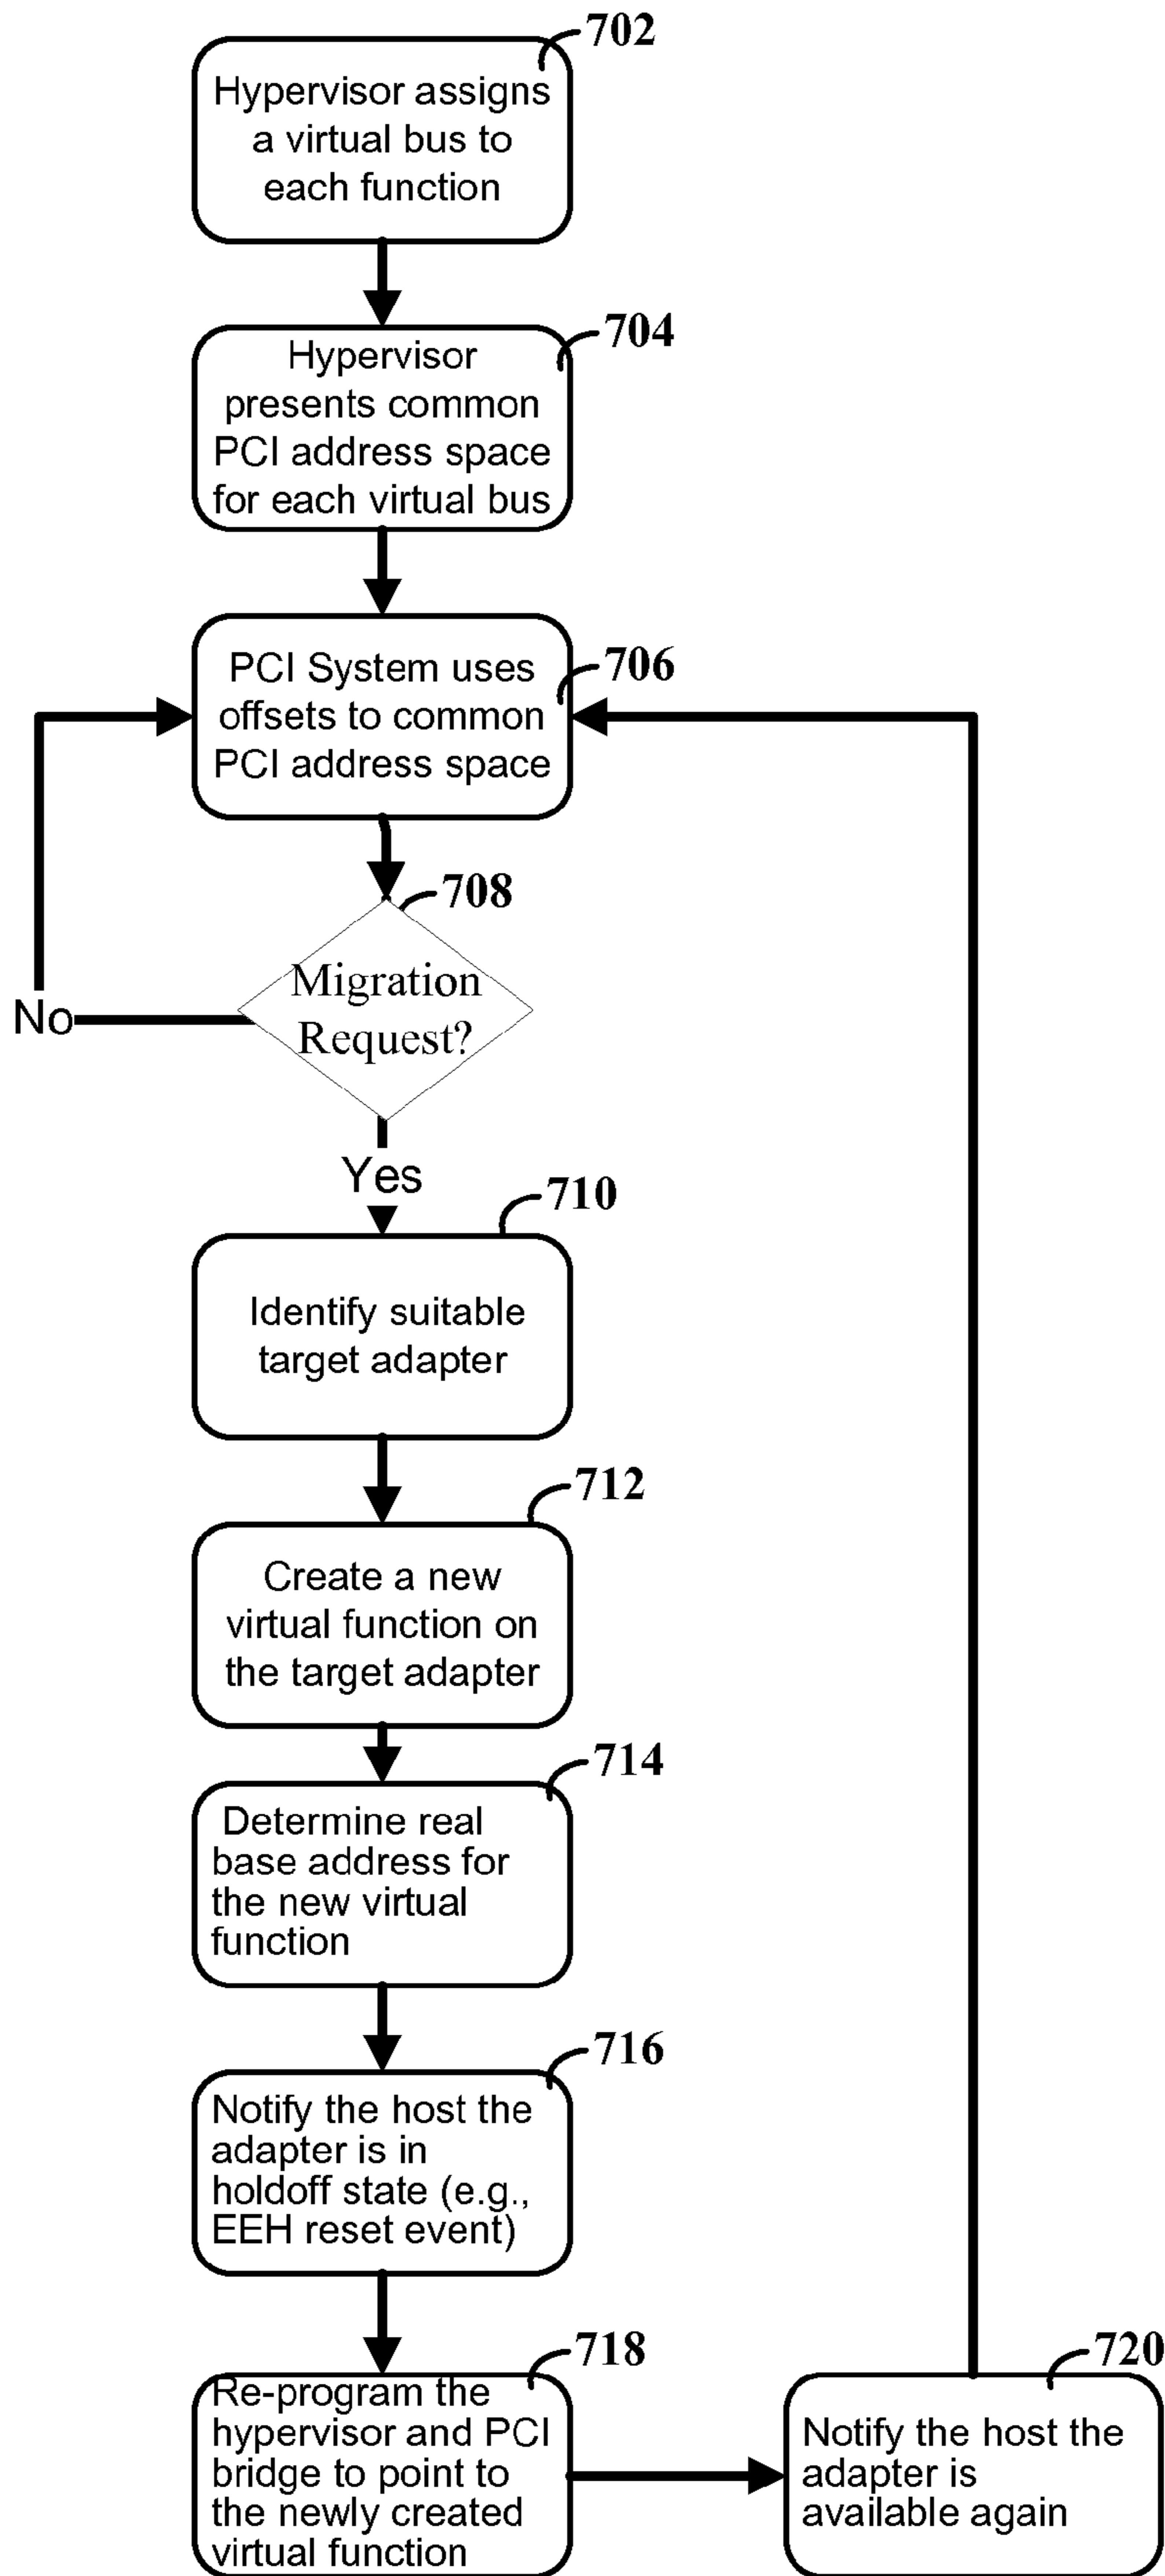 702
Hypervisor assigns
a virtual bus to
each function
704
Hypervisor
presents common
PCI address space
for each virtual bus
706
PCI System uses
offsets to common
PCI address space
708
Migration
Request?
No
Yes
710
Identify suitable
target adapter
712
Create a new
virtual function on
the target adapter
714
Determine real
base address for
the new virtual
function
716
Notify the host the
adapter is in
holdoff state (e.g.,
EEH reset event)
718
Re-program the
hypervisor and PCI
bridge to point to
the newly created
virtual function
720
Notify the host the
adapter is
available again